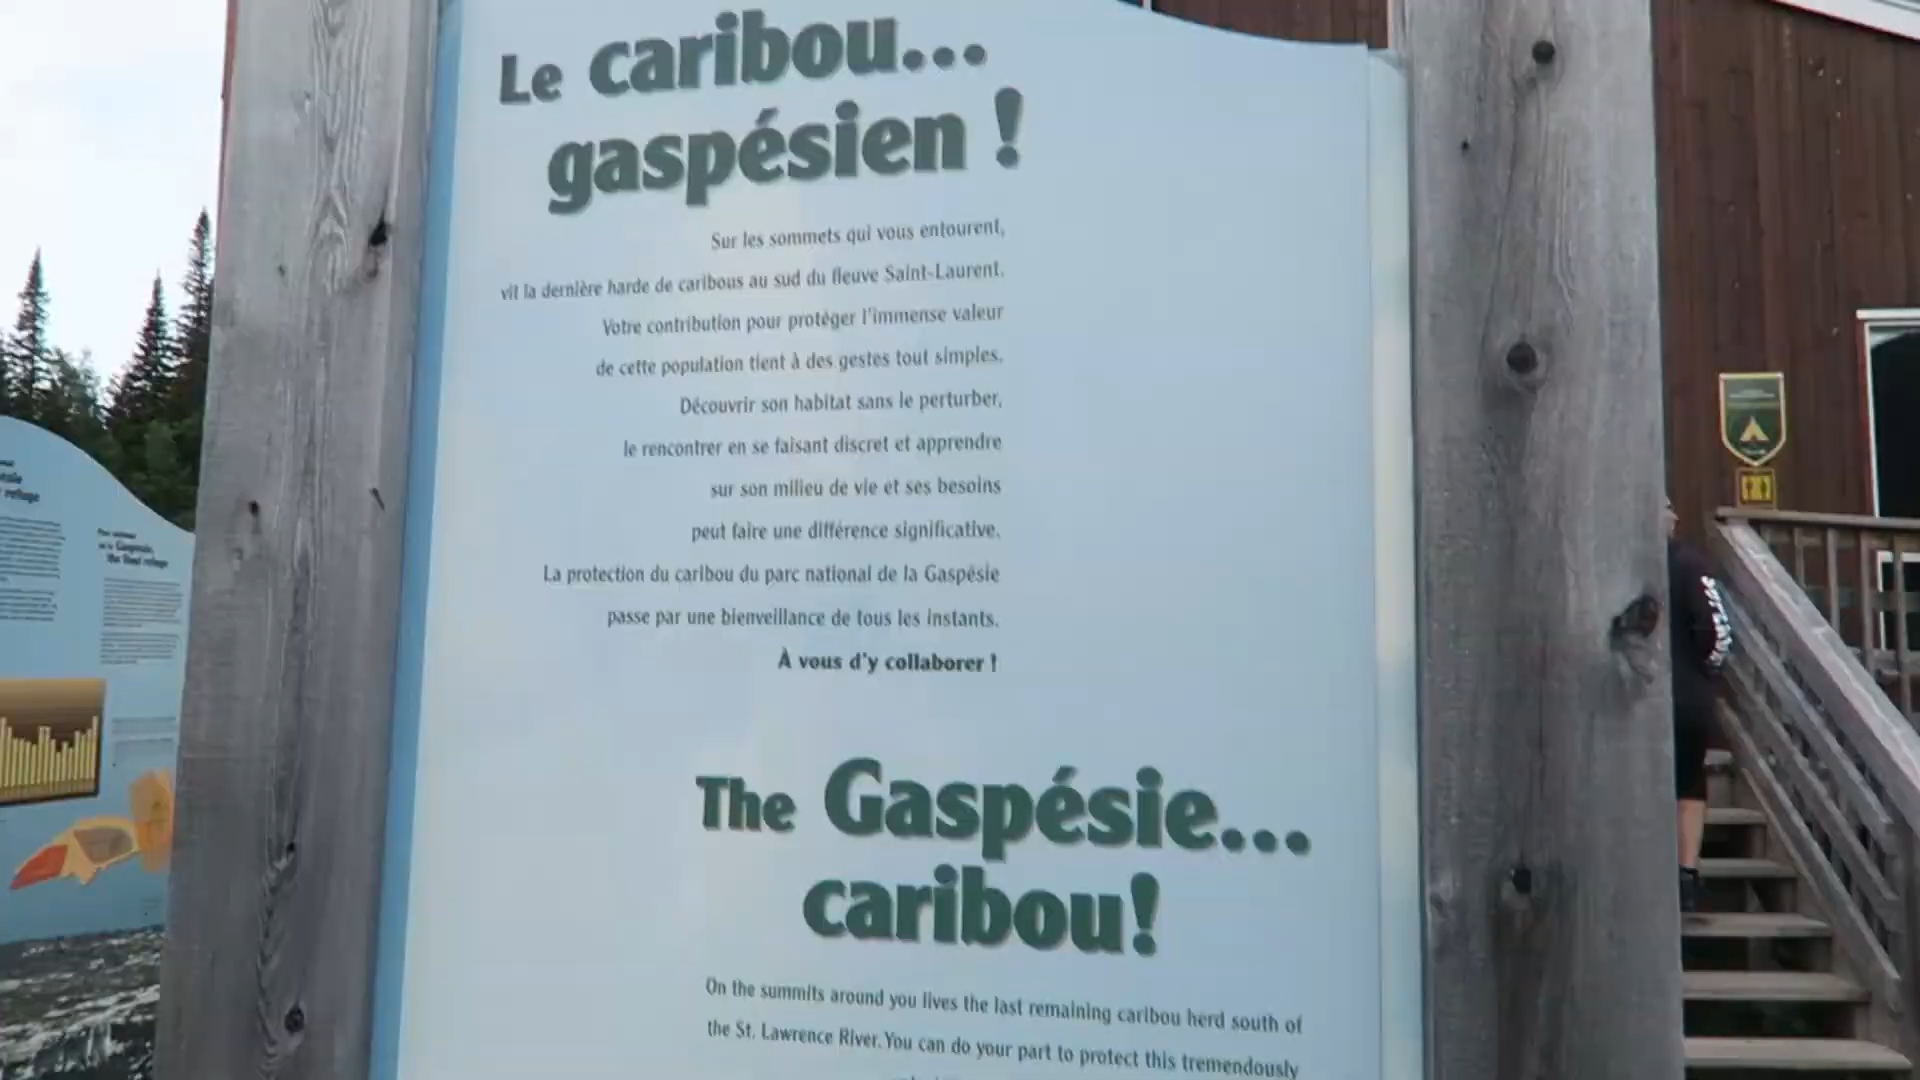 Le caribou...
gaspésien !
Sur les sommets qui vous entourent,
vit la dernière harde de caribous au sud du fleuve Saint-Laurent.
Votre contribution pour protéger l'immense valeur
de cette population tient à des gestes tout simples.
Découvrir son habitat sans le perturber,
le rencontrer en se faisant discret et apprendre
sur son milieu de vie et ses besoins
peut faire une différence significative.
La protection du caribou du parc national de la Gaspésie
passe par une bienveillance de tous les instants.
À vous d'y collaborer !
The Gaspésie...
caribou!
On the summits around you lives the last remaining caribou herd south of
the St. Lawrence River. You can do your part to protect this tremendously